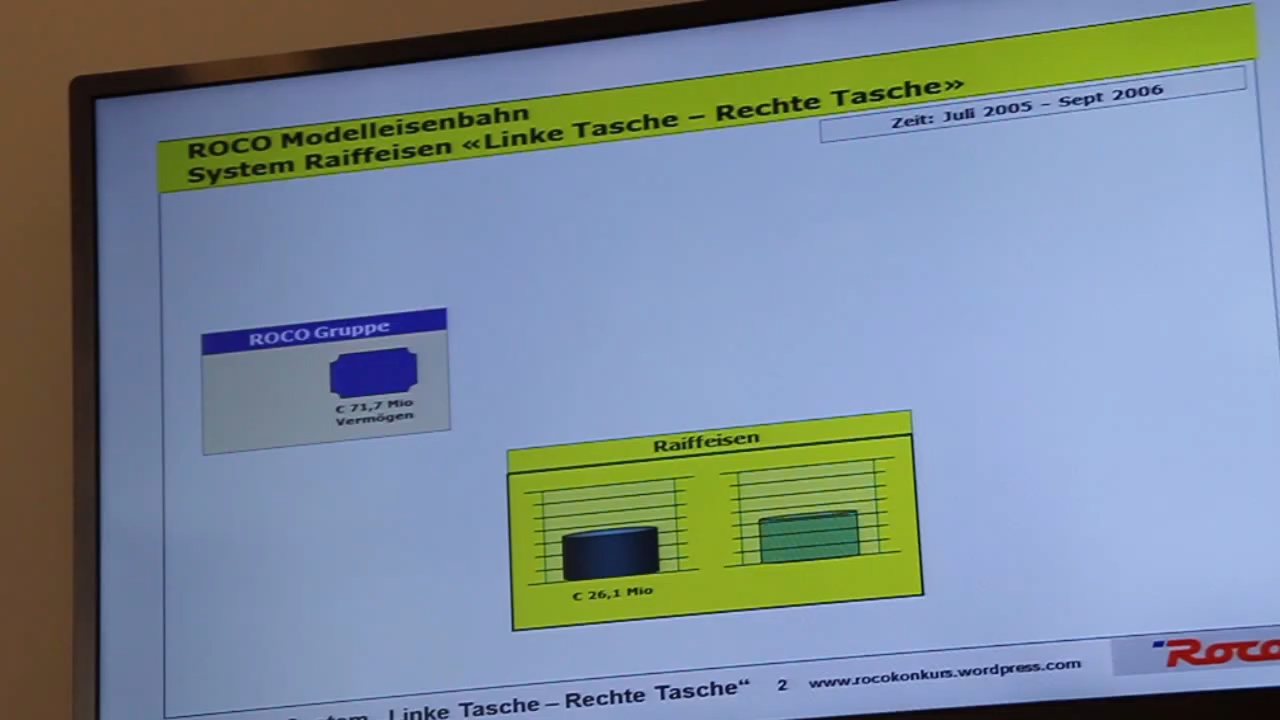 ROCO Modelleisenbahn
System Raiffeisen «Linke Tasche – Rechte Tasche»
Zeit: Juli 2005 – Sept 2006
ROCO Gruppe
€ 71,7 Mio
Vermögen
Raiffeisen
€ 26,1 Mio
Linke Tasche – Rechte Tasche“ 2 www.rocokonkurs.wordpress.com
Roco